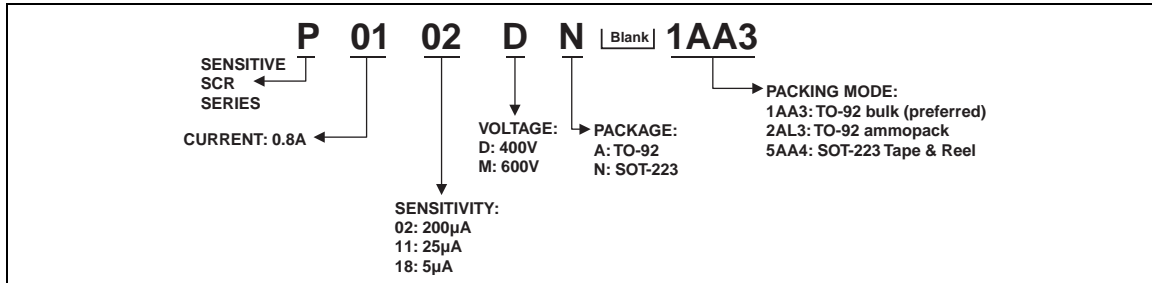 P 01 02 D N Blank 1AA3
SENSITIVE
SCR
SERIES
CURRENT: 0.8A
SENSITIVITY:
02: 200µA
11: 25µA
18: 5µA
VOLTAGE:
D: 400V
M: 600V
PACKAGE:
A: TO-92
N: SOT-223
PACKING MODE:
1AA3: TO-92 bulk (preferred)
2AL3: TO-92 ammopack
5AA4: SOT-223 Tape & Reel